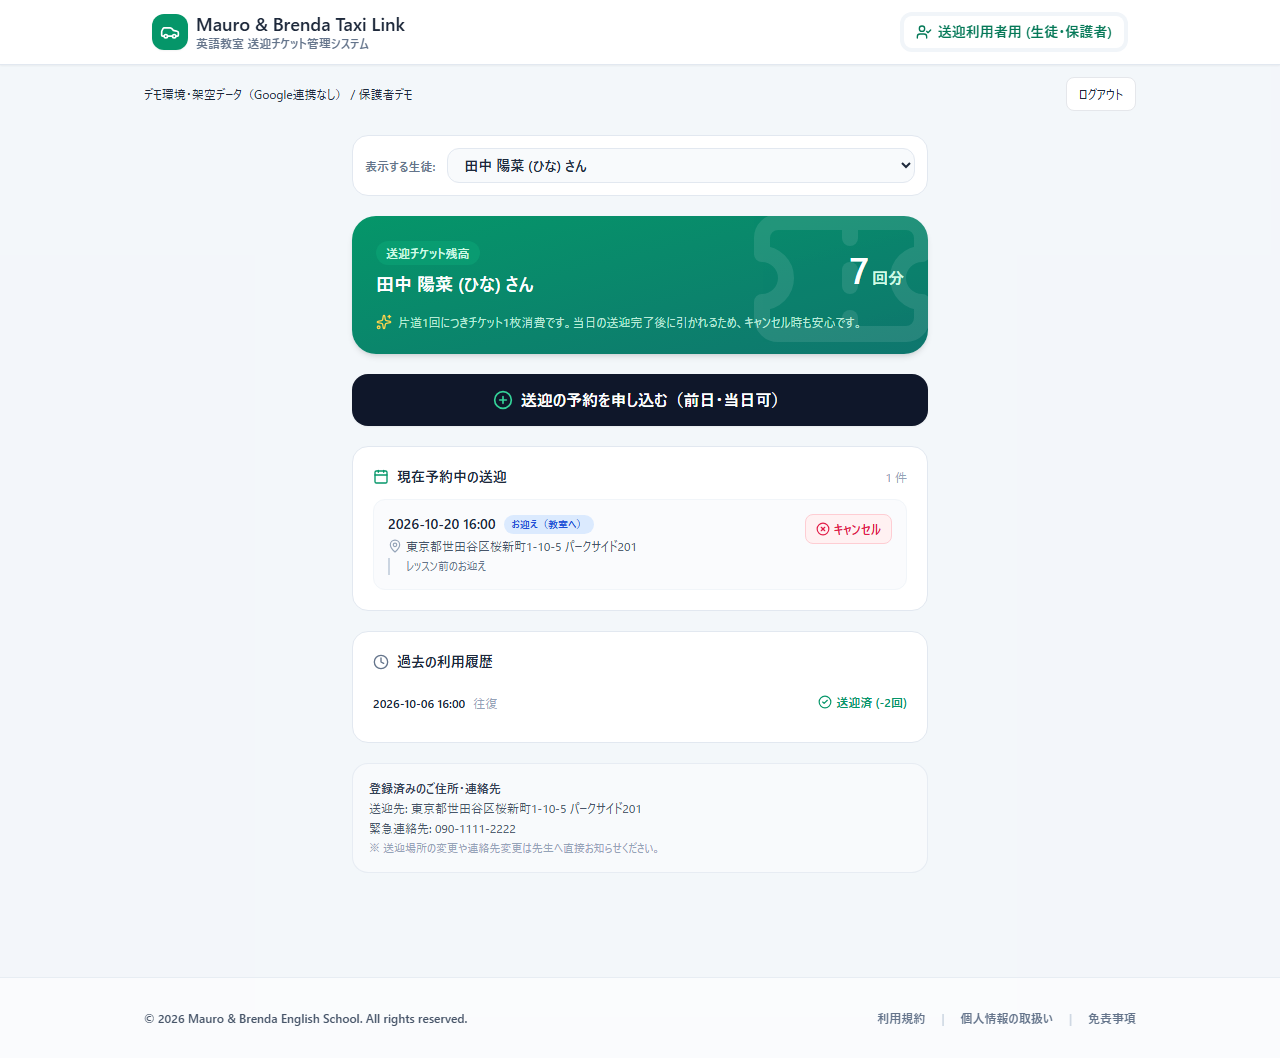 Mauro & Brenda Taxi Link
英語教室 送迎チケット管理システム
送迎利用者用 (生徒・保護者)
デモ環境・架空データ（Google連携なし） / 保護者デモ
ログアウト
表示する生徒:
田中 陽菜 (ひな) さん
送迎チケット残高
田中 陽菜 (ひな) さん
7 回分
片道1回につきチケット1枚消費です。当日の送迎完了後に引かれるため、キャンセル時も安心です。
送迎の予約を申し込む（前日・当日可）
現在予約中の送迎
1 件
2026-10-20 16:00
お迎え（教室へ）
キャンセル
東京都世田谷区桜新町1-10-5 パークサイド201
レッスン前のお迎え
過去の利用履歴
2026-10-06 16:00 往復
送迎済 (-2回)
登録済みのご住所・連絡先
送迎先: 東京都世田谷区桜新町1-10-5 パークサイド201
緊急連絡先: 090-1111-2222
※ 送迎場所の変更や連絡先変更は先生へ直接お知らせください。
© 2026 Mauro & Brenda English School. All rights reserved.
利用規約 | 個人情報の取扱い | 免責事項